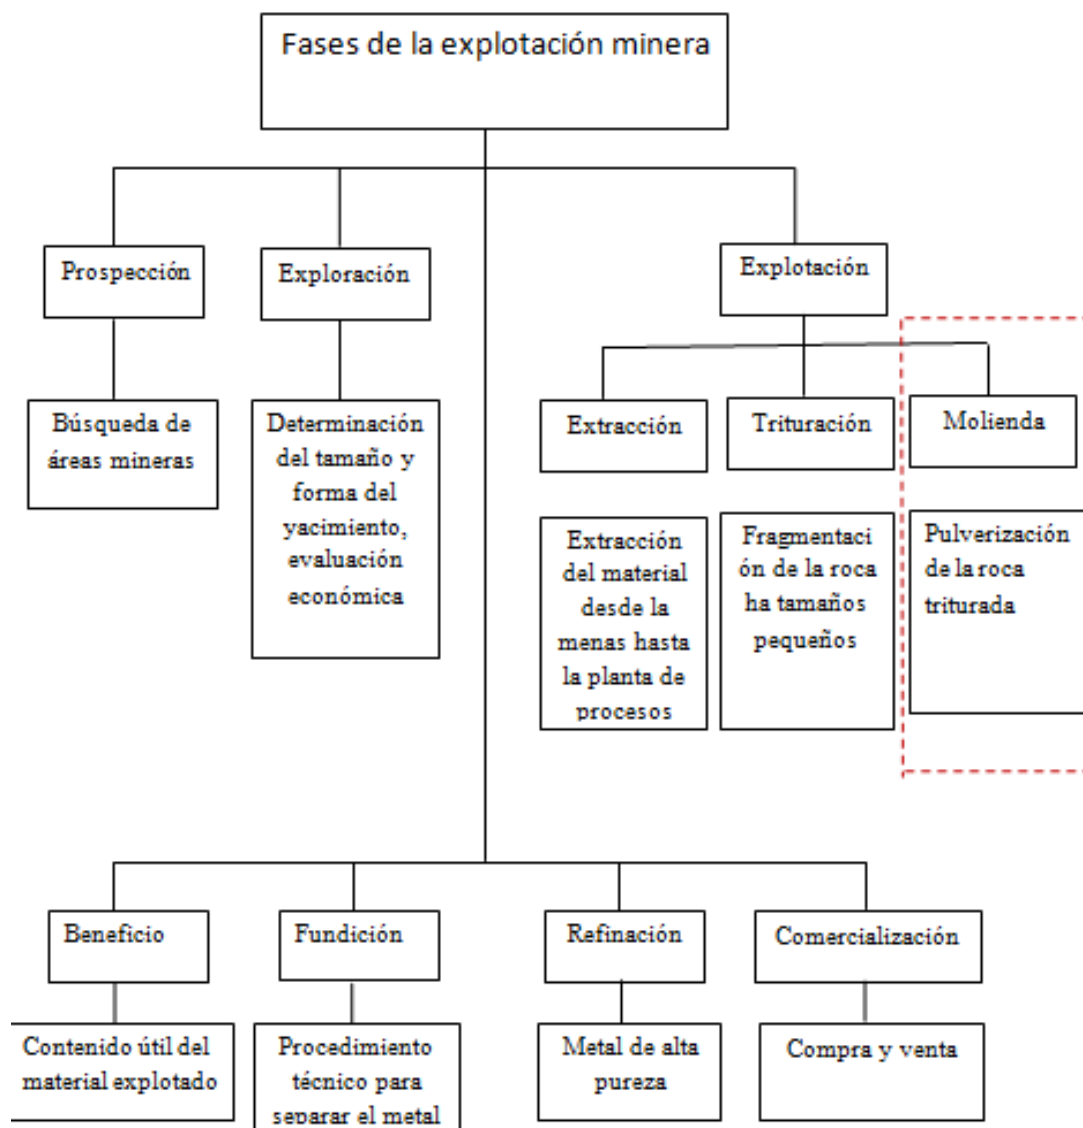 Fases de la explotación minera
Prospección
Exploración
Explotación
Búsqueda de
áreas mineras
Determinación
del tamaño y
forma del
yacimiento,
evaluación
económica
Extracción
Trituración
Molienda
Extracción
del material
desde la
menas hasta
la planta de
procesos
Fragmentaci
ón de la roca
ha tamaños
pequeños
Pulverización
de la roca
triturada
Beneficio
Fundición
Refinación
Comercialización
Contenido útil del
material explotado
Procedimiento
técnico para
separar el metal
Metal de alta
pureza
Compra y venta